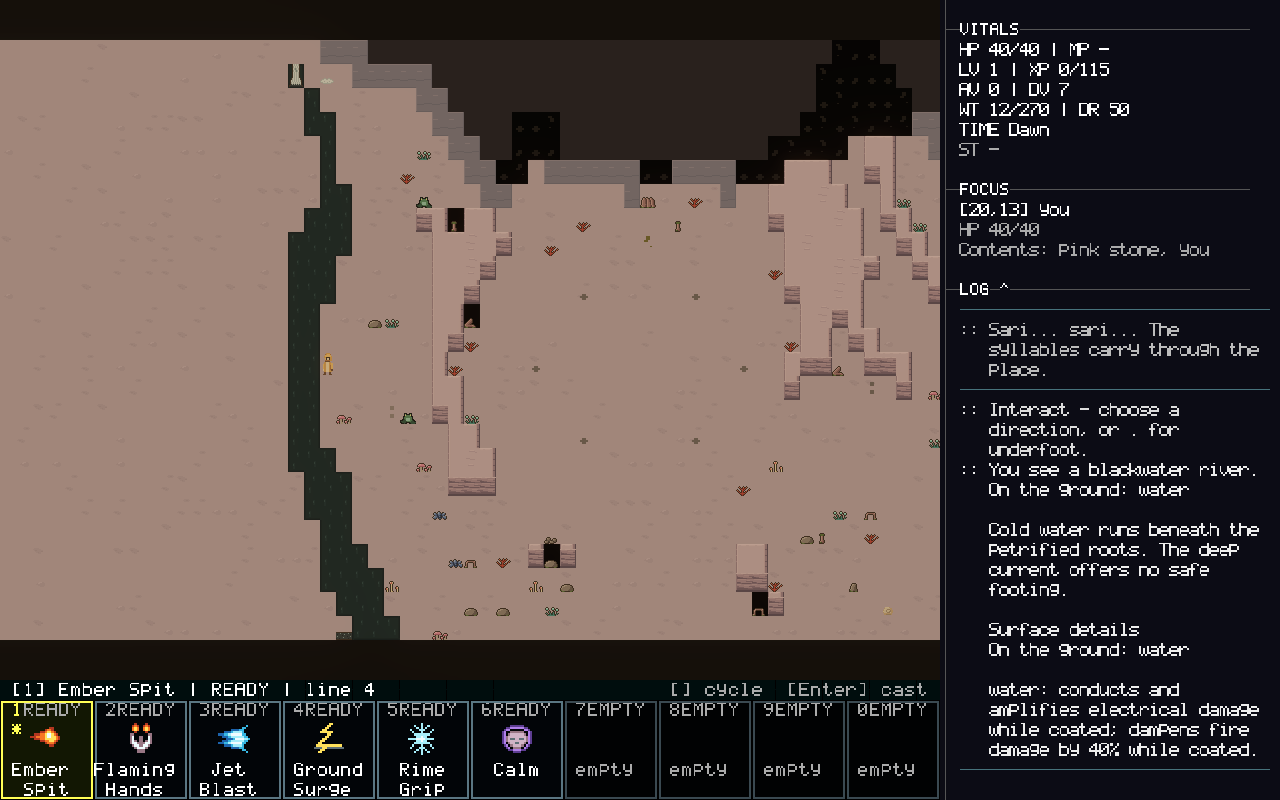 VITALS
HP 40/40 | MP -
LV 1 | XP 0/115
AV 0 | DV 7
WT 12/270 | DR 50
TIME Dawn
ST -
FOCUS
[20,13] You
HP 40/40
Contents: Pink stone, You
LOG ^
:: Sari... sari... The
syllables carry through the
Place.
:: Interact - choose a
direction, or . for
underfoot.
:: You see a blackwater river.
On the ground: water
Cold water runs beneath the
petrified roots. The deep
current offers no safe
footing.
Surface details
On the ground: water
water: conducts and
amplifies electrical damage
while coated; dampens fire
damage by 40% while coated.
[1] Ember Spit | READY | line 4
[] cycle [Enter] cast
1READY 2READY 3READY 4READY 5READY 6READY 7EMPTY 8EMPTY 9EMPTY 0EMPTY
*
Ember Flaming Jet Ground Rime Calm empty empty empty empty
Spit Hands Blast Surge Grip